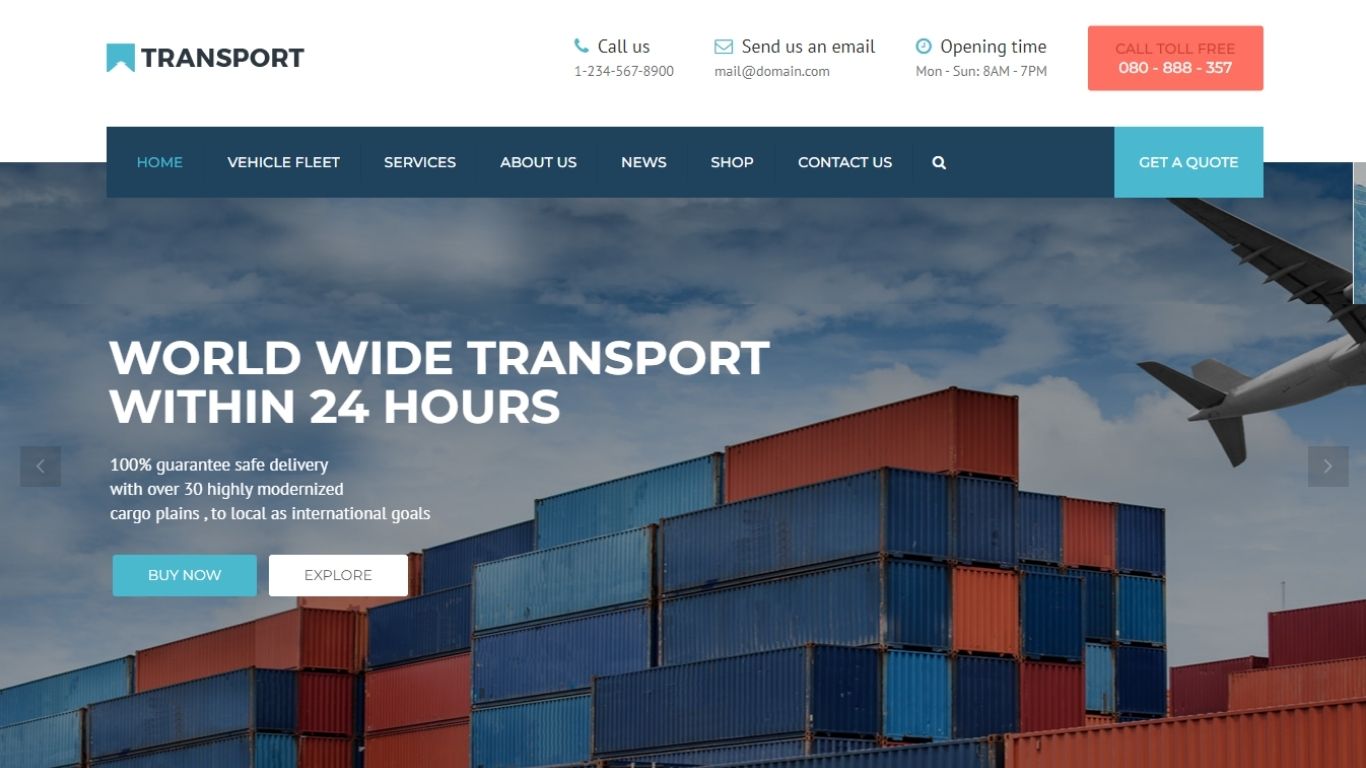 TRANSPORT
Call us
1-234-567-8900
Send us an email
mail@domain.com
Opening time
Mon - Sun: 8AM - 7PM
CALL TOLL FREE
080 - 888 - 357
HOME VEHICLE FLEET SERVICES ABOUT US NEWS SHOP CONTACT US GET A QUOTE
WORLD WIDE TRANSPORT
WITHIN 24 HOURS
100% guarantee safe delivery
with over 30 highly modernized
cargo plains , to local as international goals
BUY NOW EXPLORE